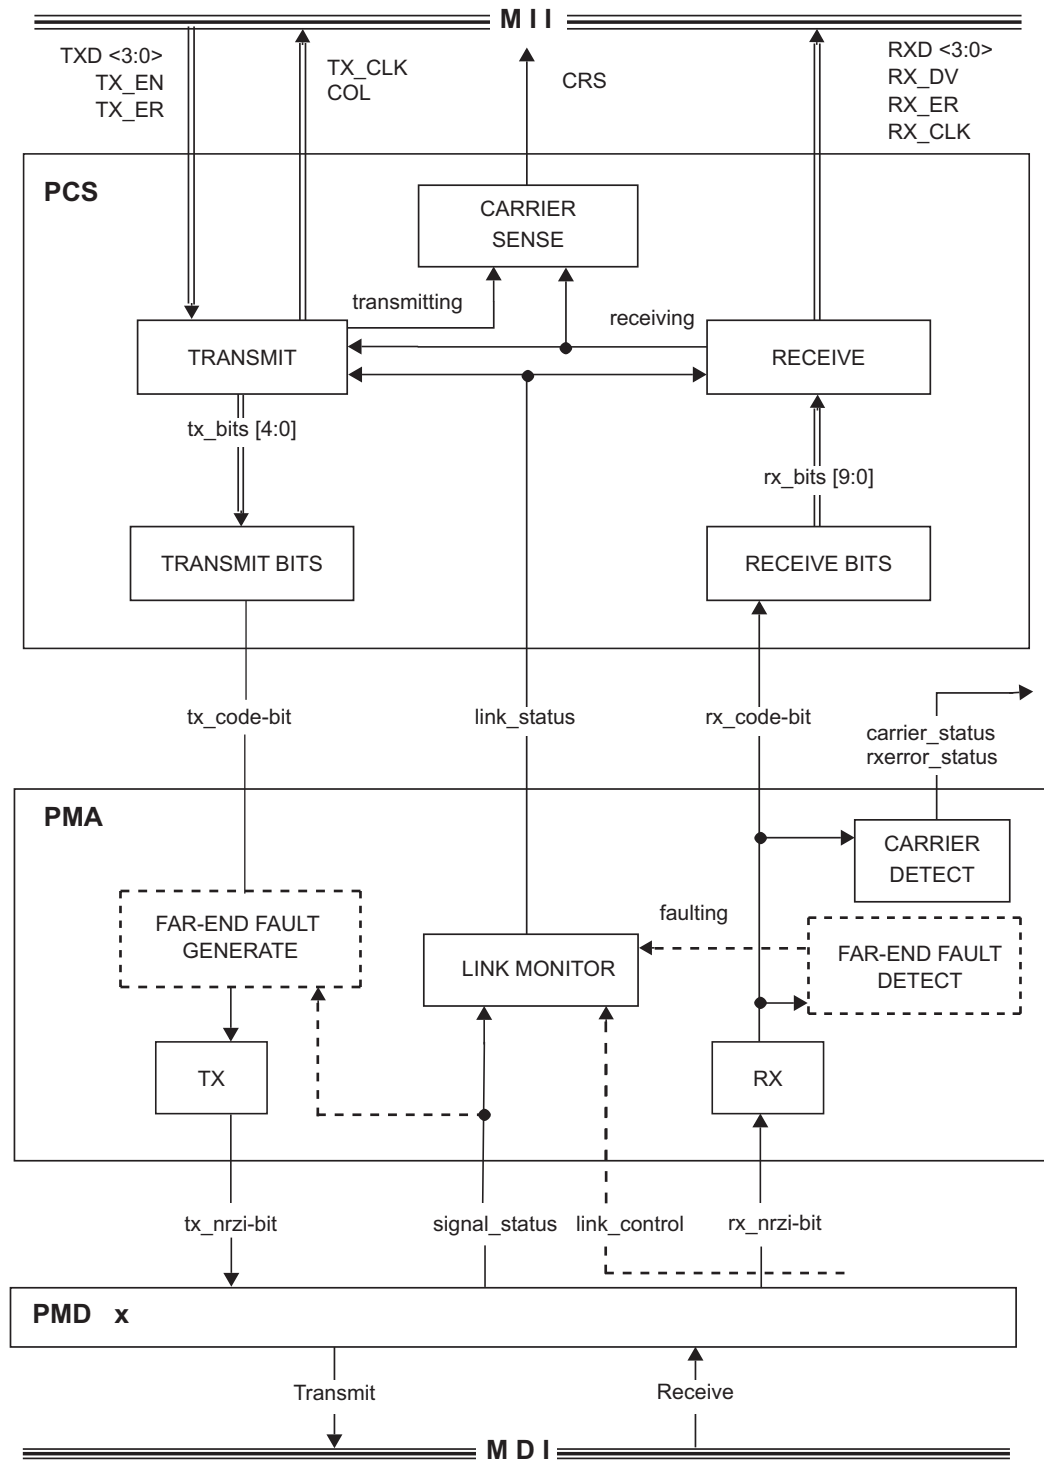 M I I
TXD <3:0>
TX_EN
TX_ER
TX_CLK
COL
CRS
RXD <3:0>
RX_DV
RX_ER
RX_CLK
PCS
CARRIER
SENSE
transmitting
receiving
TRANSMIT
RECEIVE
tx_bits [4:0]
rx_bits [9:0]
TRANSMIT BITS
RECEIVE BITS
tx_code-bit
link_status
rx_code-bit
carrier_status
rxerror_status
PMA
CARRIER
DETECT
FAR-END FAULT
GENERATE
faulting
LINK MONITOR
FAR-END FAULT
DETECT
TX
RX
tx_nrzi-bit
signal_status
link_control
rx_nrzi-bit
PMD x
Transmit
Receive
M D I